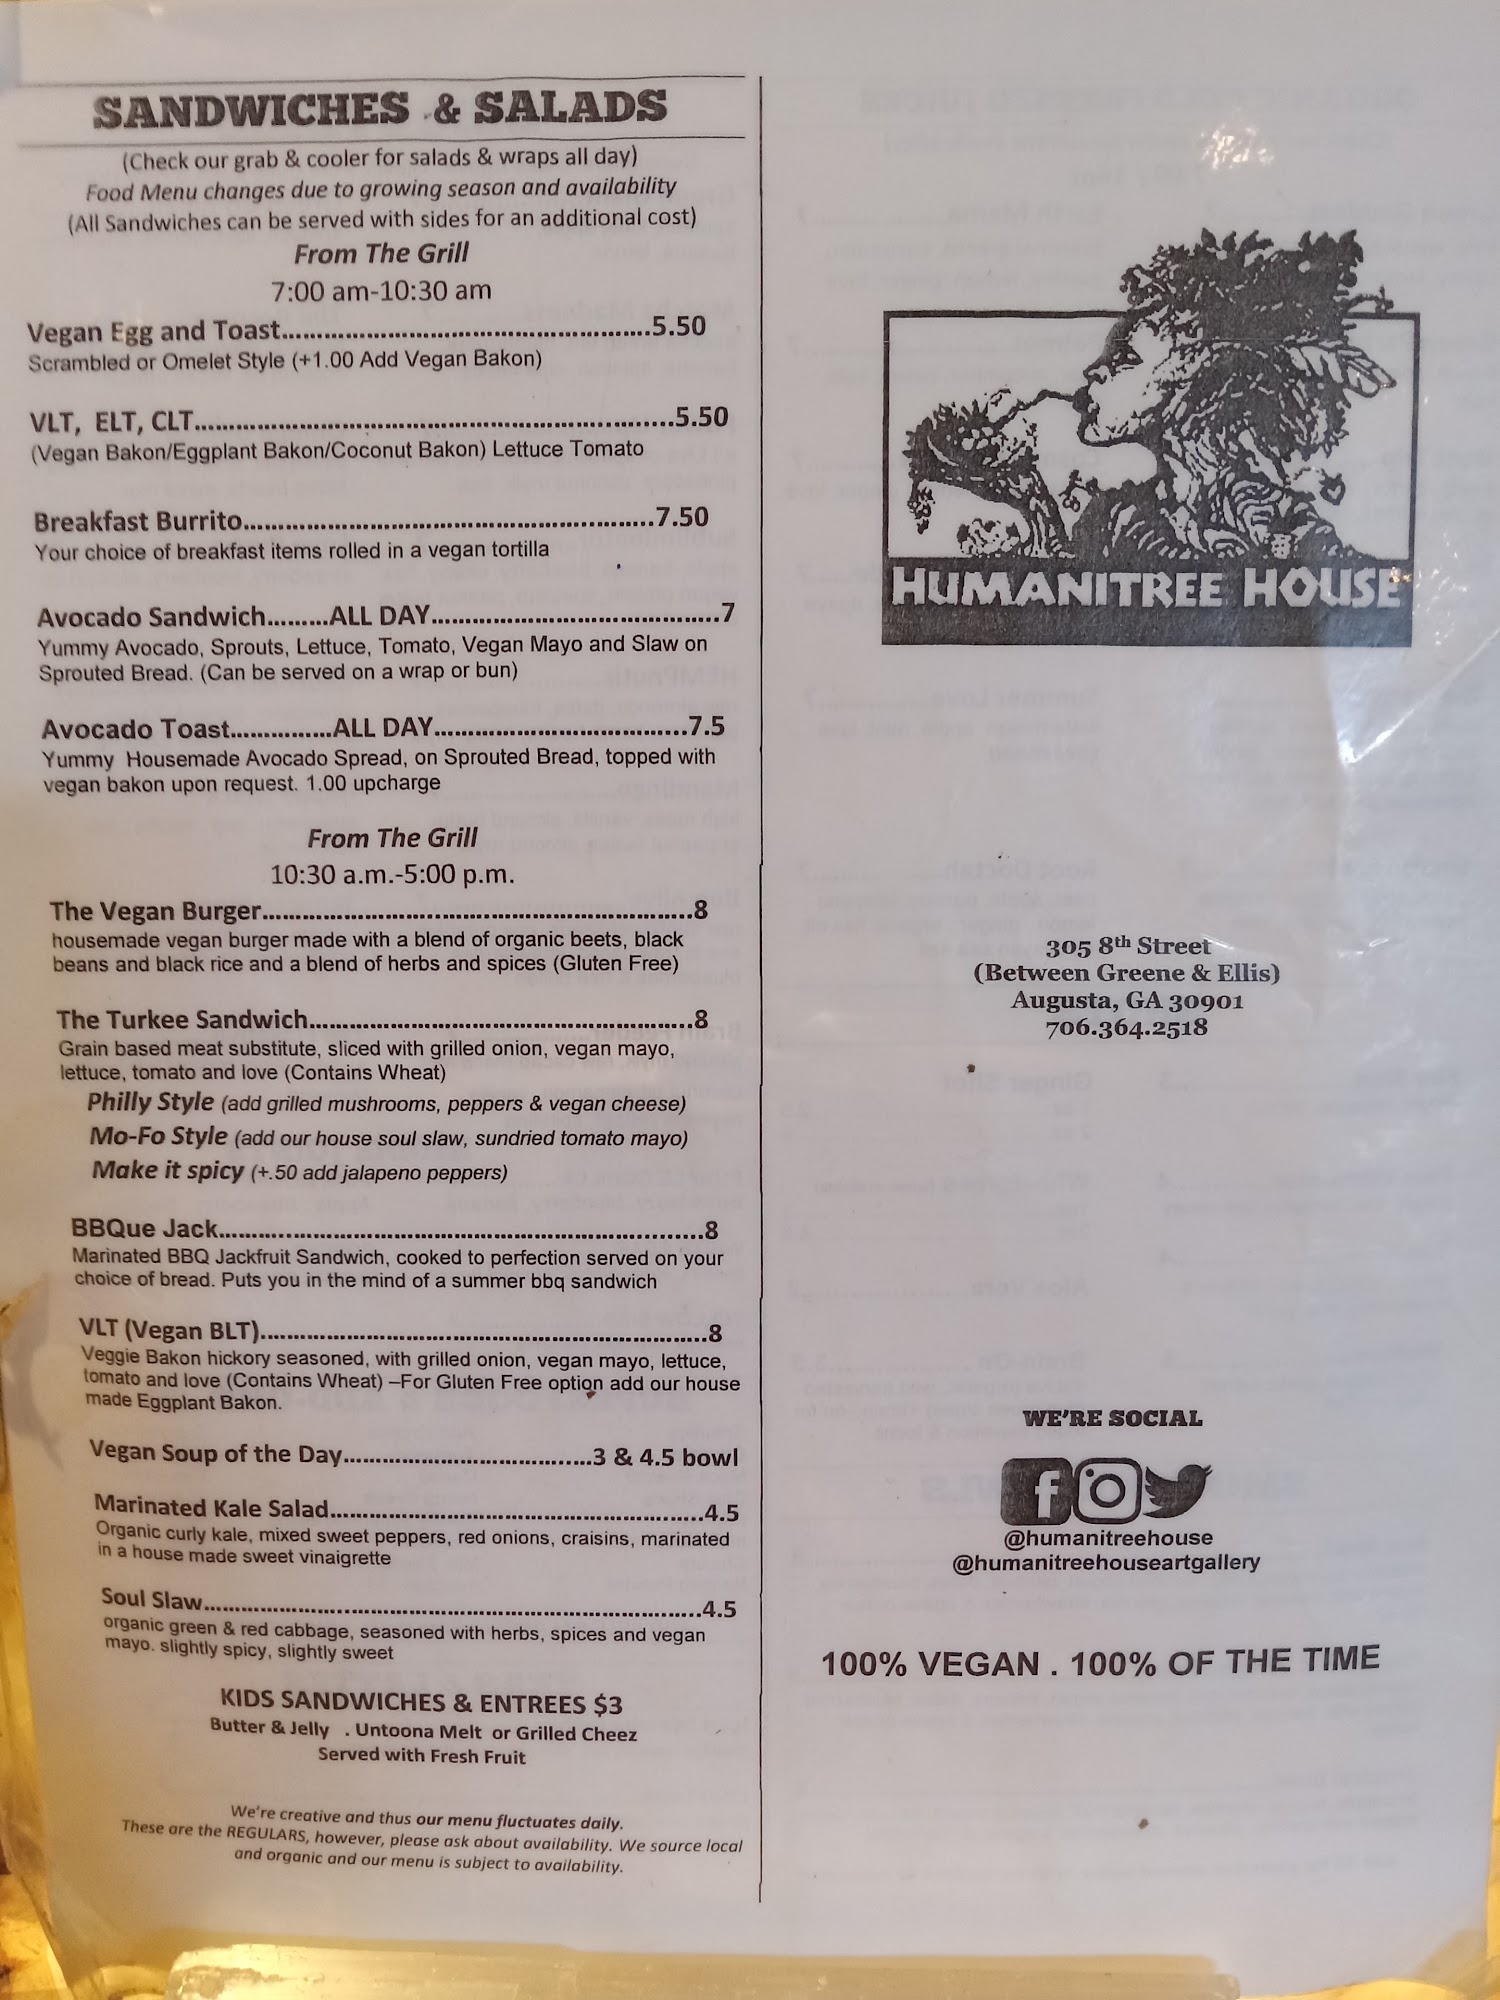 SANDWICHES & SALADS
(Check our grab & cooler for salads & wraps all day)
Food Menu changes due to growing season and availability
(All Sandwiches can be served with sides for an additional cost)
From The Grill
7:00 am-10:30 am
Vegan Egg and Toast..................................................5.50
Scrambled or Omelet Style (+1.00 Add Vegan Bakon)
VLT, ELT, CLT..................................................................5.50
(Vegan Bakon/Eggplant Bakon/Coconut Bakon) Lettuce Tomato
Breakfast Burrito........................................................7.50
Your choice of breakfast items rolled in a vegan tortilla
Avocado Sandwich.........ALL DAY.......................................7
Yummy Avocado, Sprouts, Lettuce, Tomato, Vegan Mayo and Slaw on
Sprouted Bread. (Can be served on a wrap or bun)
Avocado Toast...............ALL DAY...................................7.5
Yummy Housemade Avocado Spread, on Sprouted Bread, topped with
vegan bakon upon request. 1.00 upcharge
From The Grill
10:30 a.m.-5:00 p.m.
The Vegan Burger..........................................................8
housemade vegan burger made with a blend of organic beets, black
beans and black rice and a blend of herbs and spices (Gluten Free)
The Turkee Sandwich........................................................8
Grain based meat substitute, sliced with grilled onion, vegan mayo,
lettuce, tomato and love (Contains Wheat)
Philly Style (add grilled mushrooms, peppers & vegan cheese)
Mo-Fo Style (add our house soul slaw, sundried tomato mayo)
Make it spicy (+.50 add jalapeno peppers)
BBQue Jack..................................................................8
Marinated BBQ Jackfruit Sandwich, cooked to perfection served on your
choice of bread. Puts you in the mind of a summer bbq sandwich
VLT (Vegan BLT).............................................................8
Veggie Bakon hickory seasoned, with grilled onion, vegan mayo, lettuce,
tomato and love (Contains Wheat) –For Gluten Free option add our house
made Eggplant Bakon.
Vegan Soup of the Day..................................3 & 4.5 bowl
Marinated Kale Salad...................................................4.5
Organic curly kale, mixed sweet peppers, red onions, craisins, marinated
in a house made sweet vinaigrette
Soul Slaw...................................................................4.5
organic green & red cabbage, seasoned with herbs, spices and vegan
mayo. slightly spicy, slightly sweet
KIDS SANDWICHES & ENTREES $3
Butter & Jelly . Untoona Melt or Grilled Cheez
Served with Fresh Fruit
We're creative and thus our menu fluctuates daily.
These are the REGULARS, however, please ask about availability. We source local
and organic and our menu is subject to availability.
HUMANITREE HOUSE
305 8th Street
(Between Greene & Ellis)
Augusta, GA 30901
706.364.2518
WE'RE SOCIAL
@humanitreehouse
@humanitreehouseartgallery
100% VEGAN . 100% OF THE TIME